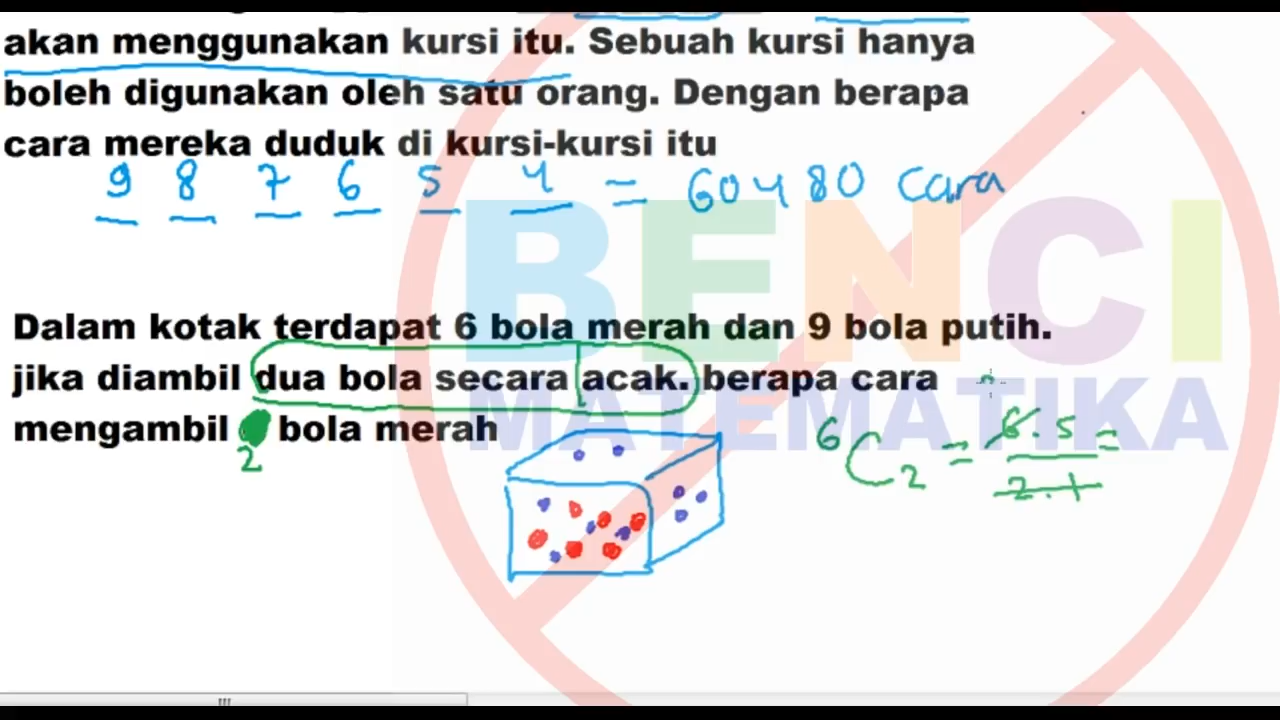 akan menggunakan kursi itu. Sebuah kursi hanya
boleh digunakan oleh satu orang. Dengan berapa
cara mereka duduk di kursi-kursi itu
9 8 7 6 5 4 = 60480 cara
BENCI
MATEMATIKA
Dalam kotak terdapat 6 bola merah dan 9 bola putih.
jika diambil dua bola secara acak. berapa cara
mengambil bola merah
2
6 C 2 = 6.5 =
2.1